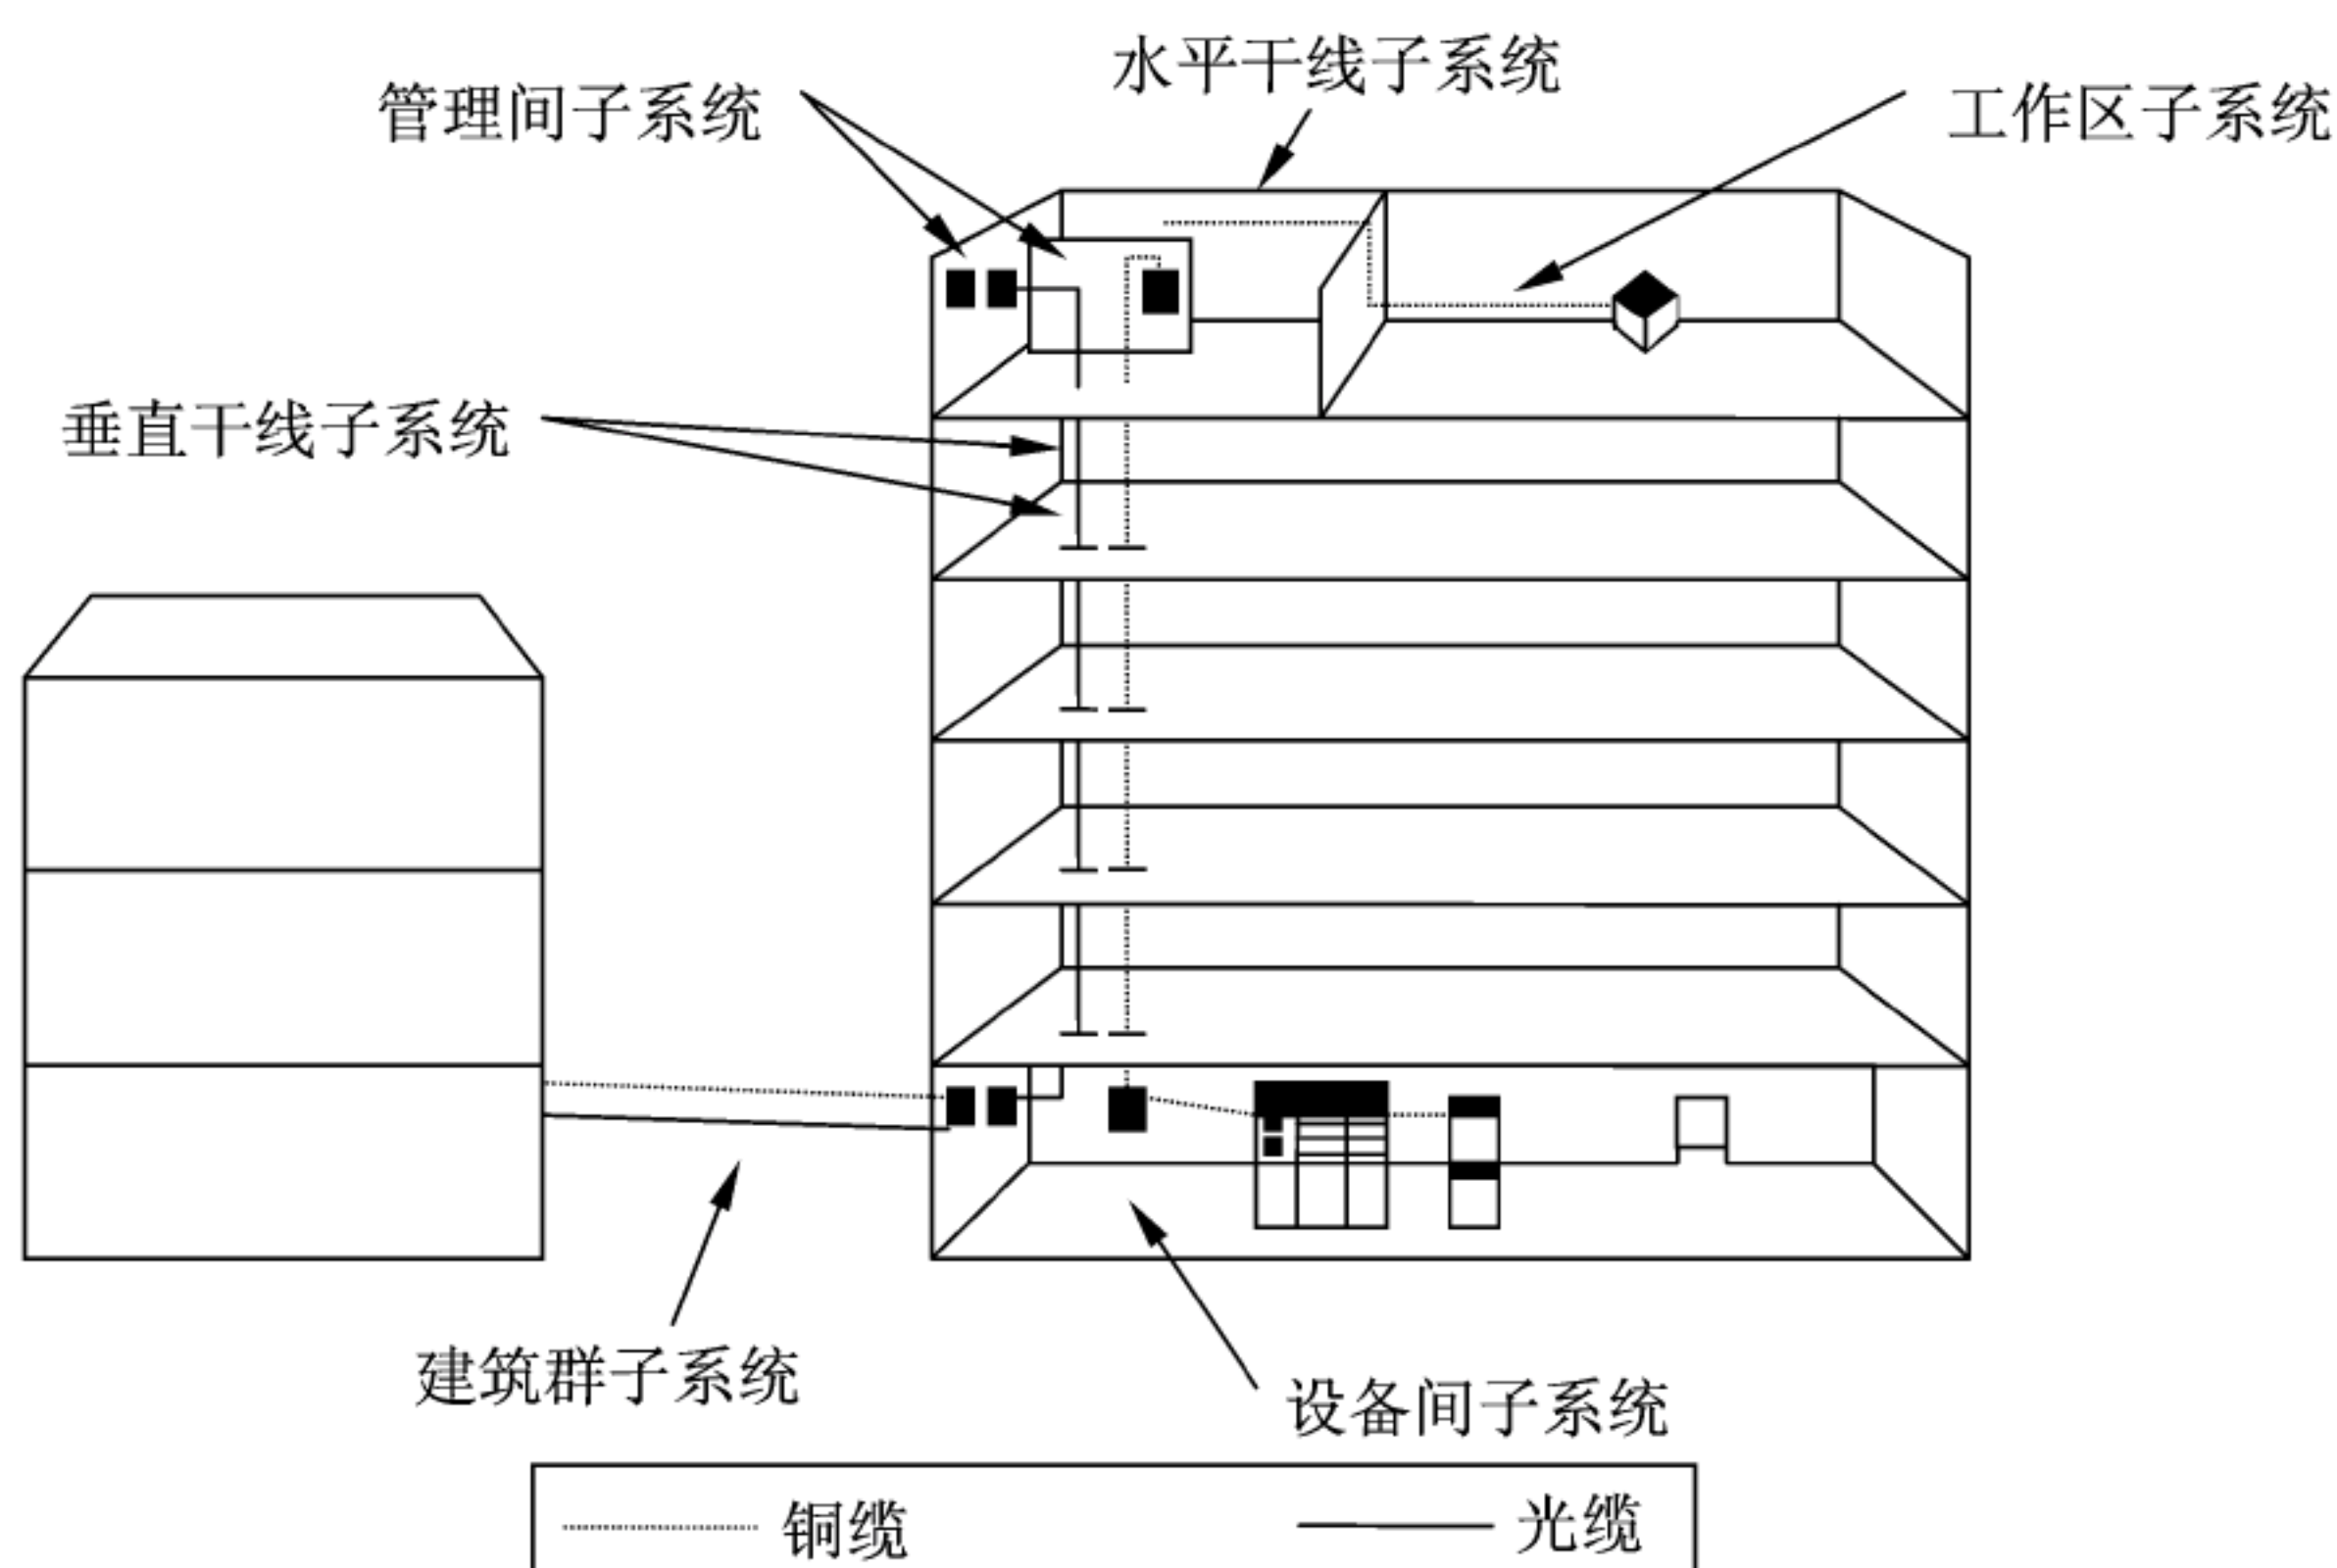 水平干线子系统
管理间子系统
工作区子系统
垂直干线子系统
建筑群子系统
设备间子系统
铜缆
光缆